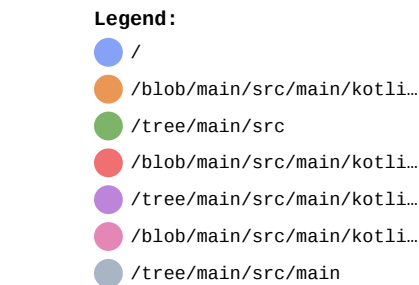 Legend:
/
/blob/main/src/main/kotli…
/tree/main/src
/blob/main/src/main/kotli…
/tree/main/src/main/kotli…
/blob/main/src/main/kotli…
/tree/main/src/main